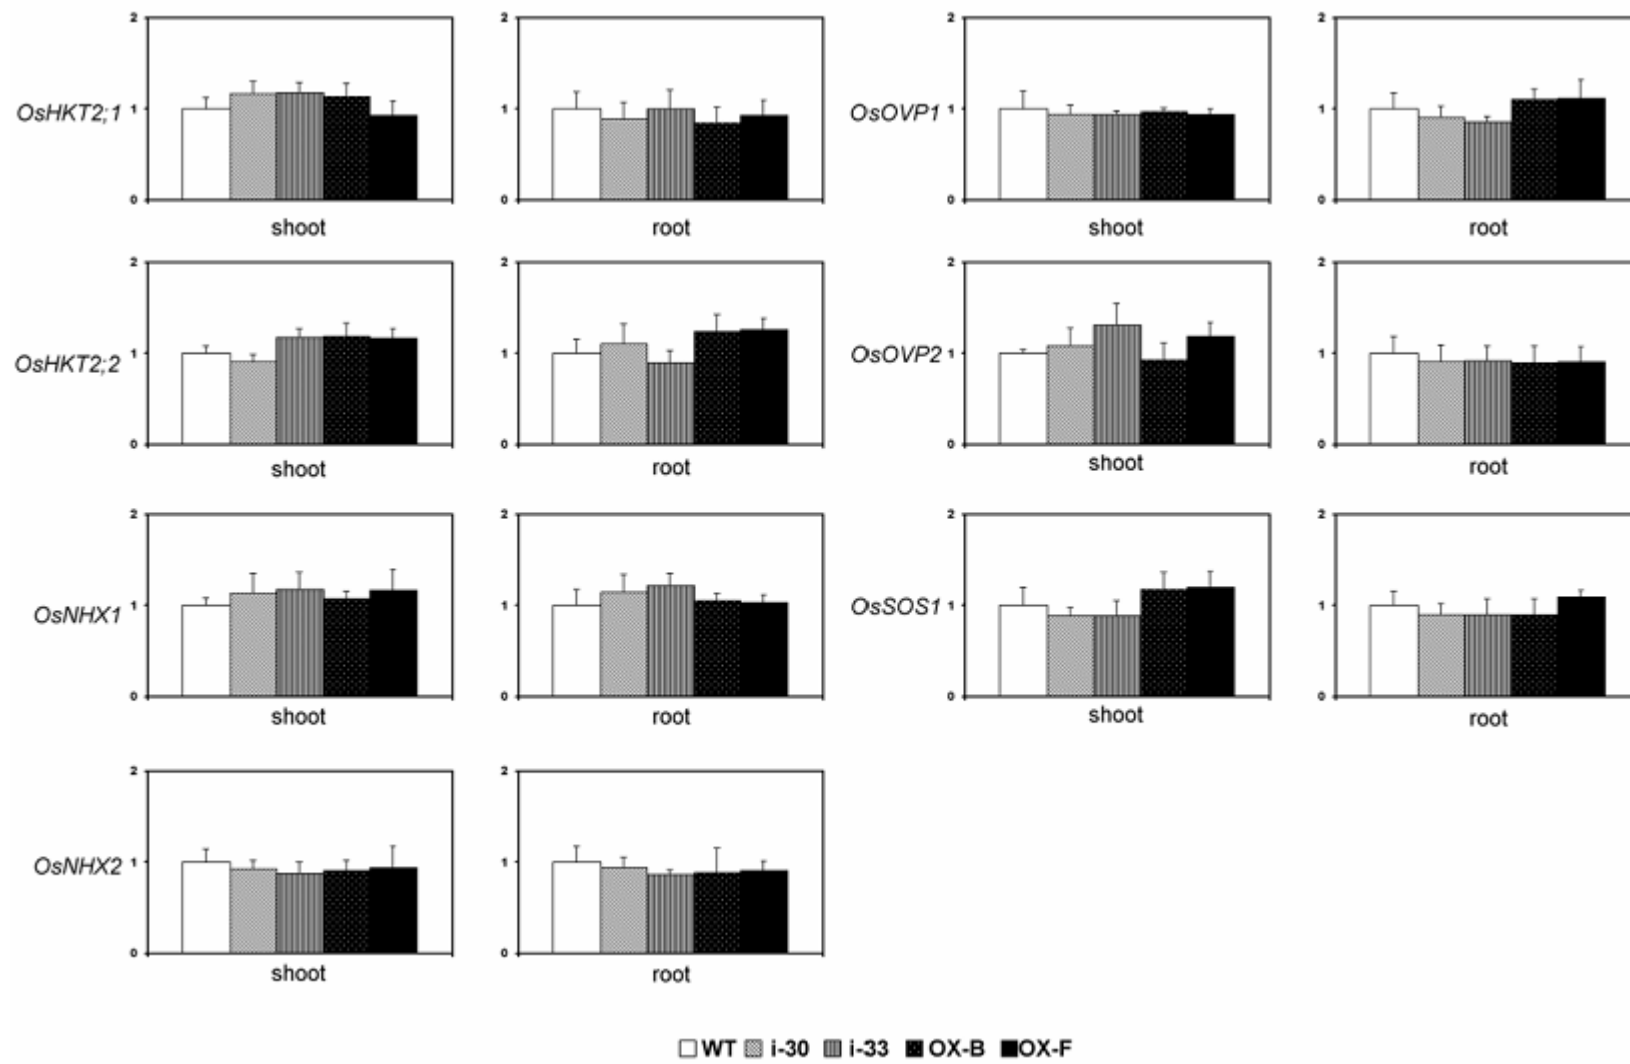 2 2 2 2
OsHKT2;1 1 1 OsOVP1 1 1
0 0 0 0
shoot root shoot root
2 2 2 2
OsHKT2;2 1 1 OsOVP2 1 1
0 0 0 0
shoot root shoot root
2 2 2 2
OsNHX1 1 1 OsSOS1 1 1
0 0 0 0
shoot root shoot root
2 2
OsNHX2 1 1
0 0
shoot root
WT i-30 i-33 OX-B OX-F